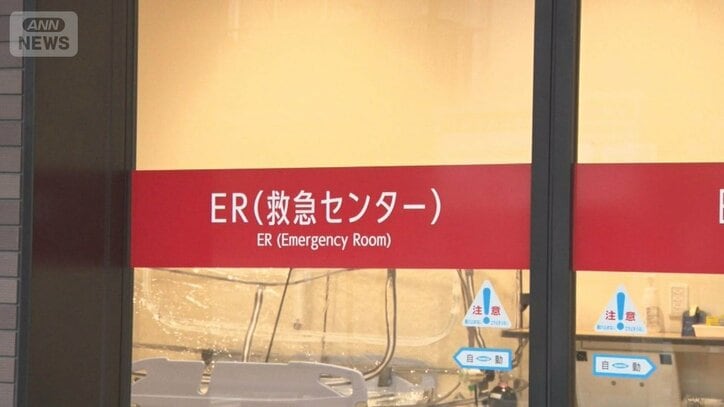 ANN
NEWS
ER(救急センター)
ER (Emergency Room)
注意
注意
自動
自動